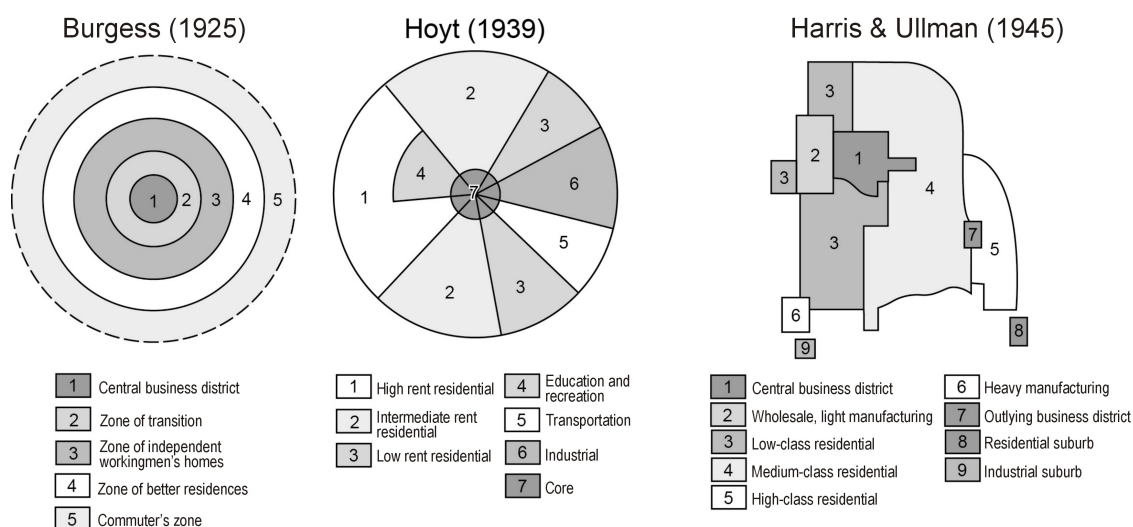 Burgess (1925)
1
2
3
4
5
1 Central business district
2 Zone of transition
3 Zone of independent
workingmen's homes
4 Zone of better residences
5 Commuter's zone
Hoyt (1939)
2
3
4
7
6
1
5
2
3
1 High rent residential
2 Intermediate rent
residential
3 Low rent residential
4 Education and
recreation
5 Transportation
6 Industrial
7 Core
Harris & Ullman (1945)
3
2
1
3
4
7
3
5
6
8
9
1 Central business district
2 Wholesale, light manufacturing
3 Low-class residential
4 Medium-class residential
5 High-class residential
6 Heavy manufacturing
7 Outlying business district
8 Residential suburb
9 Industrial suburb